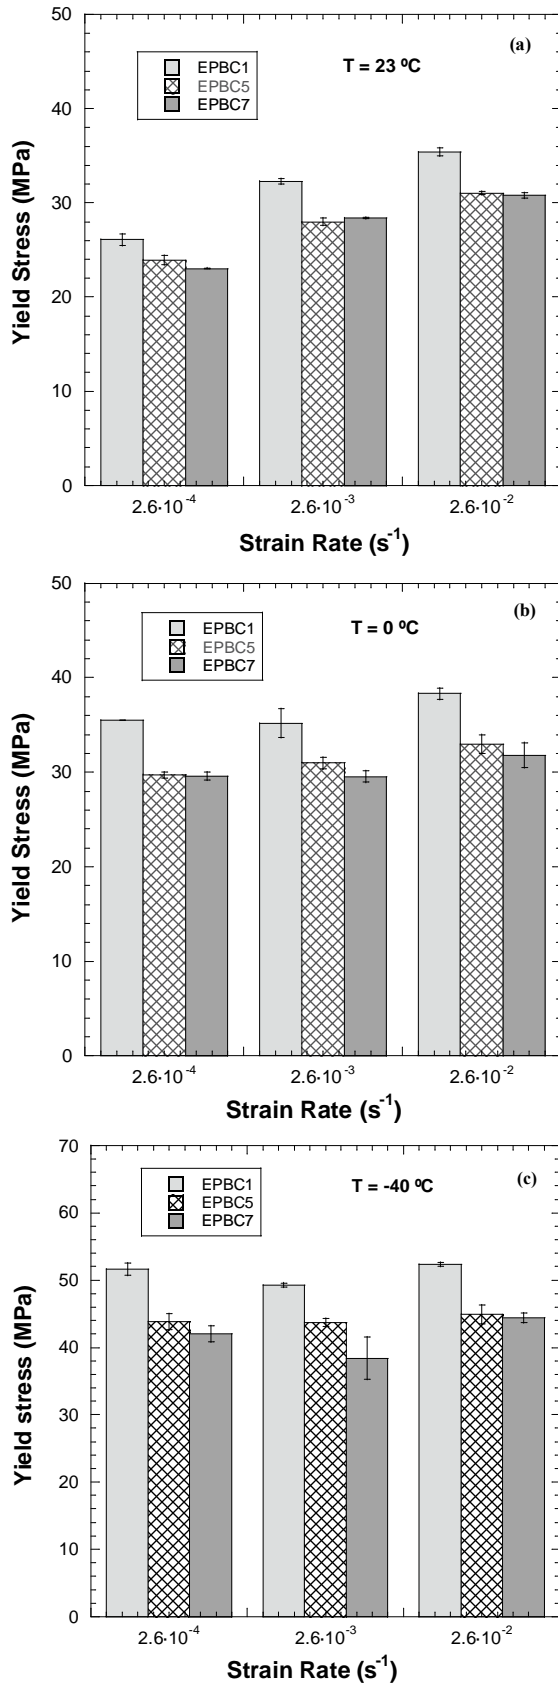 50
(a)
T = 23 ºC
EPBC1
EPBC5
EPBC7
40
30
20
10
0
Yield Stress (MPa)
2.6·10⁻⁴ 2.6·10⁻³ 2.6·10⁻²
Strain Rate (s⁻¹)
50
(b)
T = 0 ºC
EPBC1
EPBC5
EPBC7
40
30
20
10
0
Yield Stress (MPa)
2.6·10⁻⁴ 2.6·10⁻³ 2.6·10⁻²
Strain Rate (s⁻¹)
70
(c)
T = -40 ºC
EPBC1
EPBC5
EPBC7
60
50
40
30
20
10
0
Yield stress (MPa)
2.6·10⁻⁴ 2.6·10⁻³ 2.6·10⁻²
Strain Rate (s⁻¹)